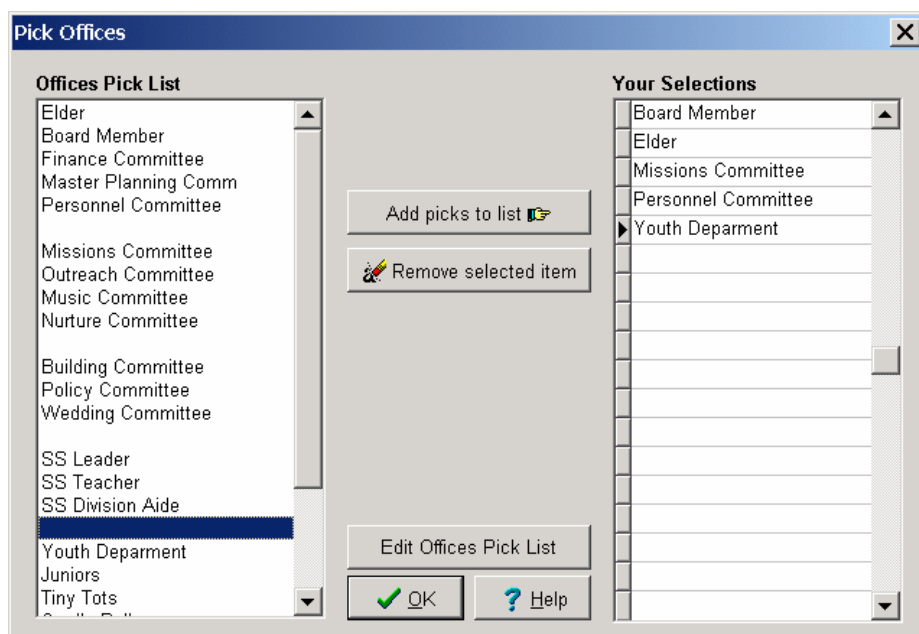 Pick Offices
Offices Pick List
Elder
Board Member
Finance Committee
Master Planning Comm
Personnel Committee
Missions Committee
Outreach Committee
Music Committee
Nurture Committee
Building Committee
Policy Committee
Wedding Committee
SS Leader
SS Teacher
SS Division Aide
Youth Deparment
Juniors
Tiny Tots
Add picks to list
Remove selected item
Edit Offices Pick List
OK
Help
Your Selections
Board Member
Elder
Missions Committee
Personnel Committee
Youth Deparment